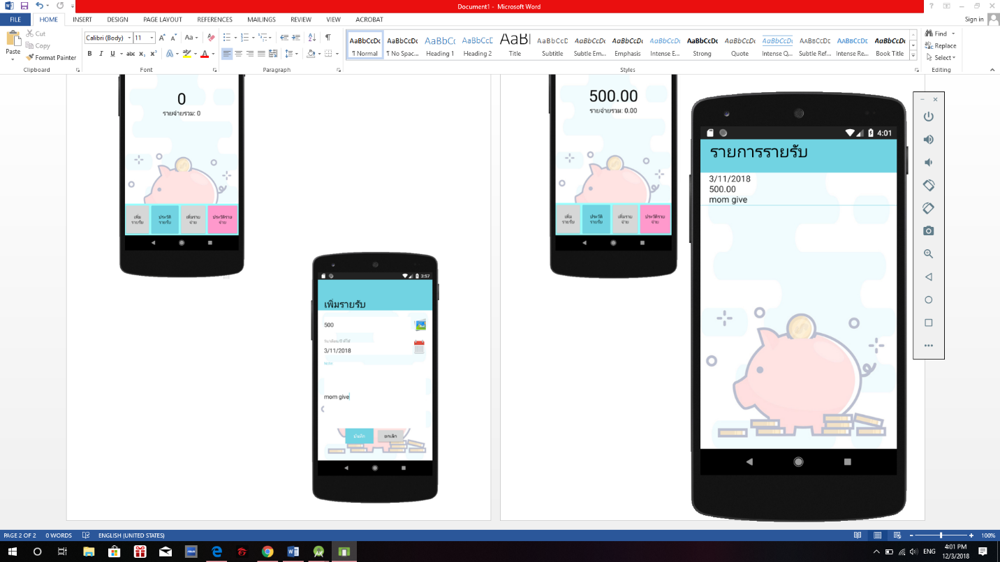 Document1 - Microsoft Word
?
FILE
HOME
INSERT
DESIGN
PAGE LAYOUT
REFERENCES
MAILINGS
REVIEW
VIEW
ACROBAT
Sign in
Paste
Cut
Copy
Format Painter
Clipboard
Calibri (Body)
11
Font
Paragraph
AaBbCcDc
¶ Normal
AaBbCcDc
¶ No Spac...
AaBbCc
Heading 1
AaBbCcD
Heading 2
AaBl
Title
AaBbCcD
Subtitle
AaBbCcDc
Subtle Em...
AaBbCcDc
Emphasis
AaBbCcDc
Intense E...
AaBbCcDc
Strong
AaBbCcDc
Quote
AaBbCcDc
Intense Q...
AaBbCcDc
Subtle Ref...
AaBbCcDc
Intense Re...
AaBbCcDc
Book Title
Styles
Find
Replace
Select
Editing
0
รายจ่ายรวม: 0
เพิ่ม
รายรับ
ประวัติ
รายรับ
เพิ่มราย
จ่าย
ประวัติราย
จ่าย
3:57
เพิ่มรายรับ
500
3/11/2018
Note
mom give
บันทึก
ยกเลิก
500.00
รายจ่ายรวม: 0.00
เพิ่ม
รายรับ
ประวัติ
รายรับ
เพิ่มราย
จ่าย
ประวัติราย
จ่าย
4:01
รายการรายรับ
3/11/2018
500.00
mom give
PAGE 2 OF 2
0 WORDS
ENGLISH (UNITED STATES)
100%
ENG
4:01 PM
12/3/2018